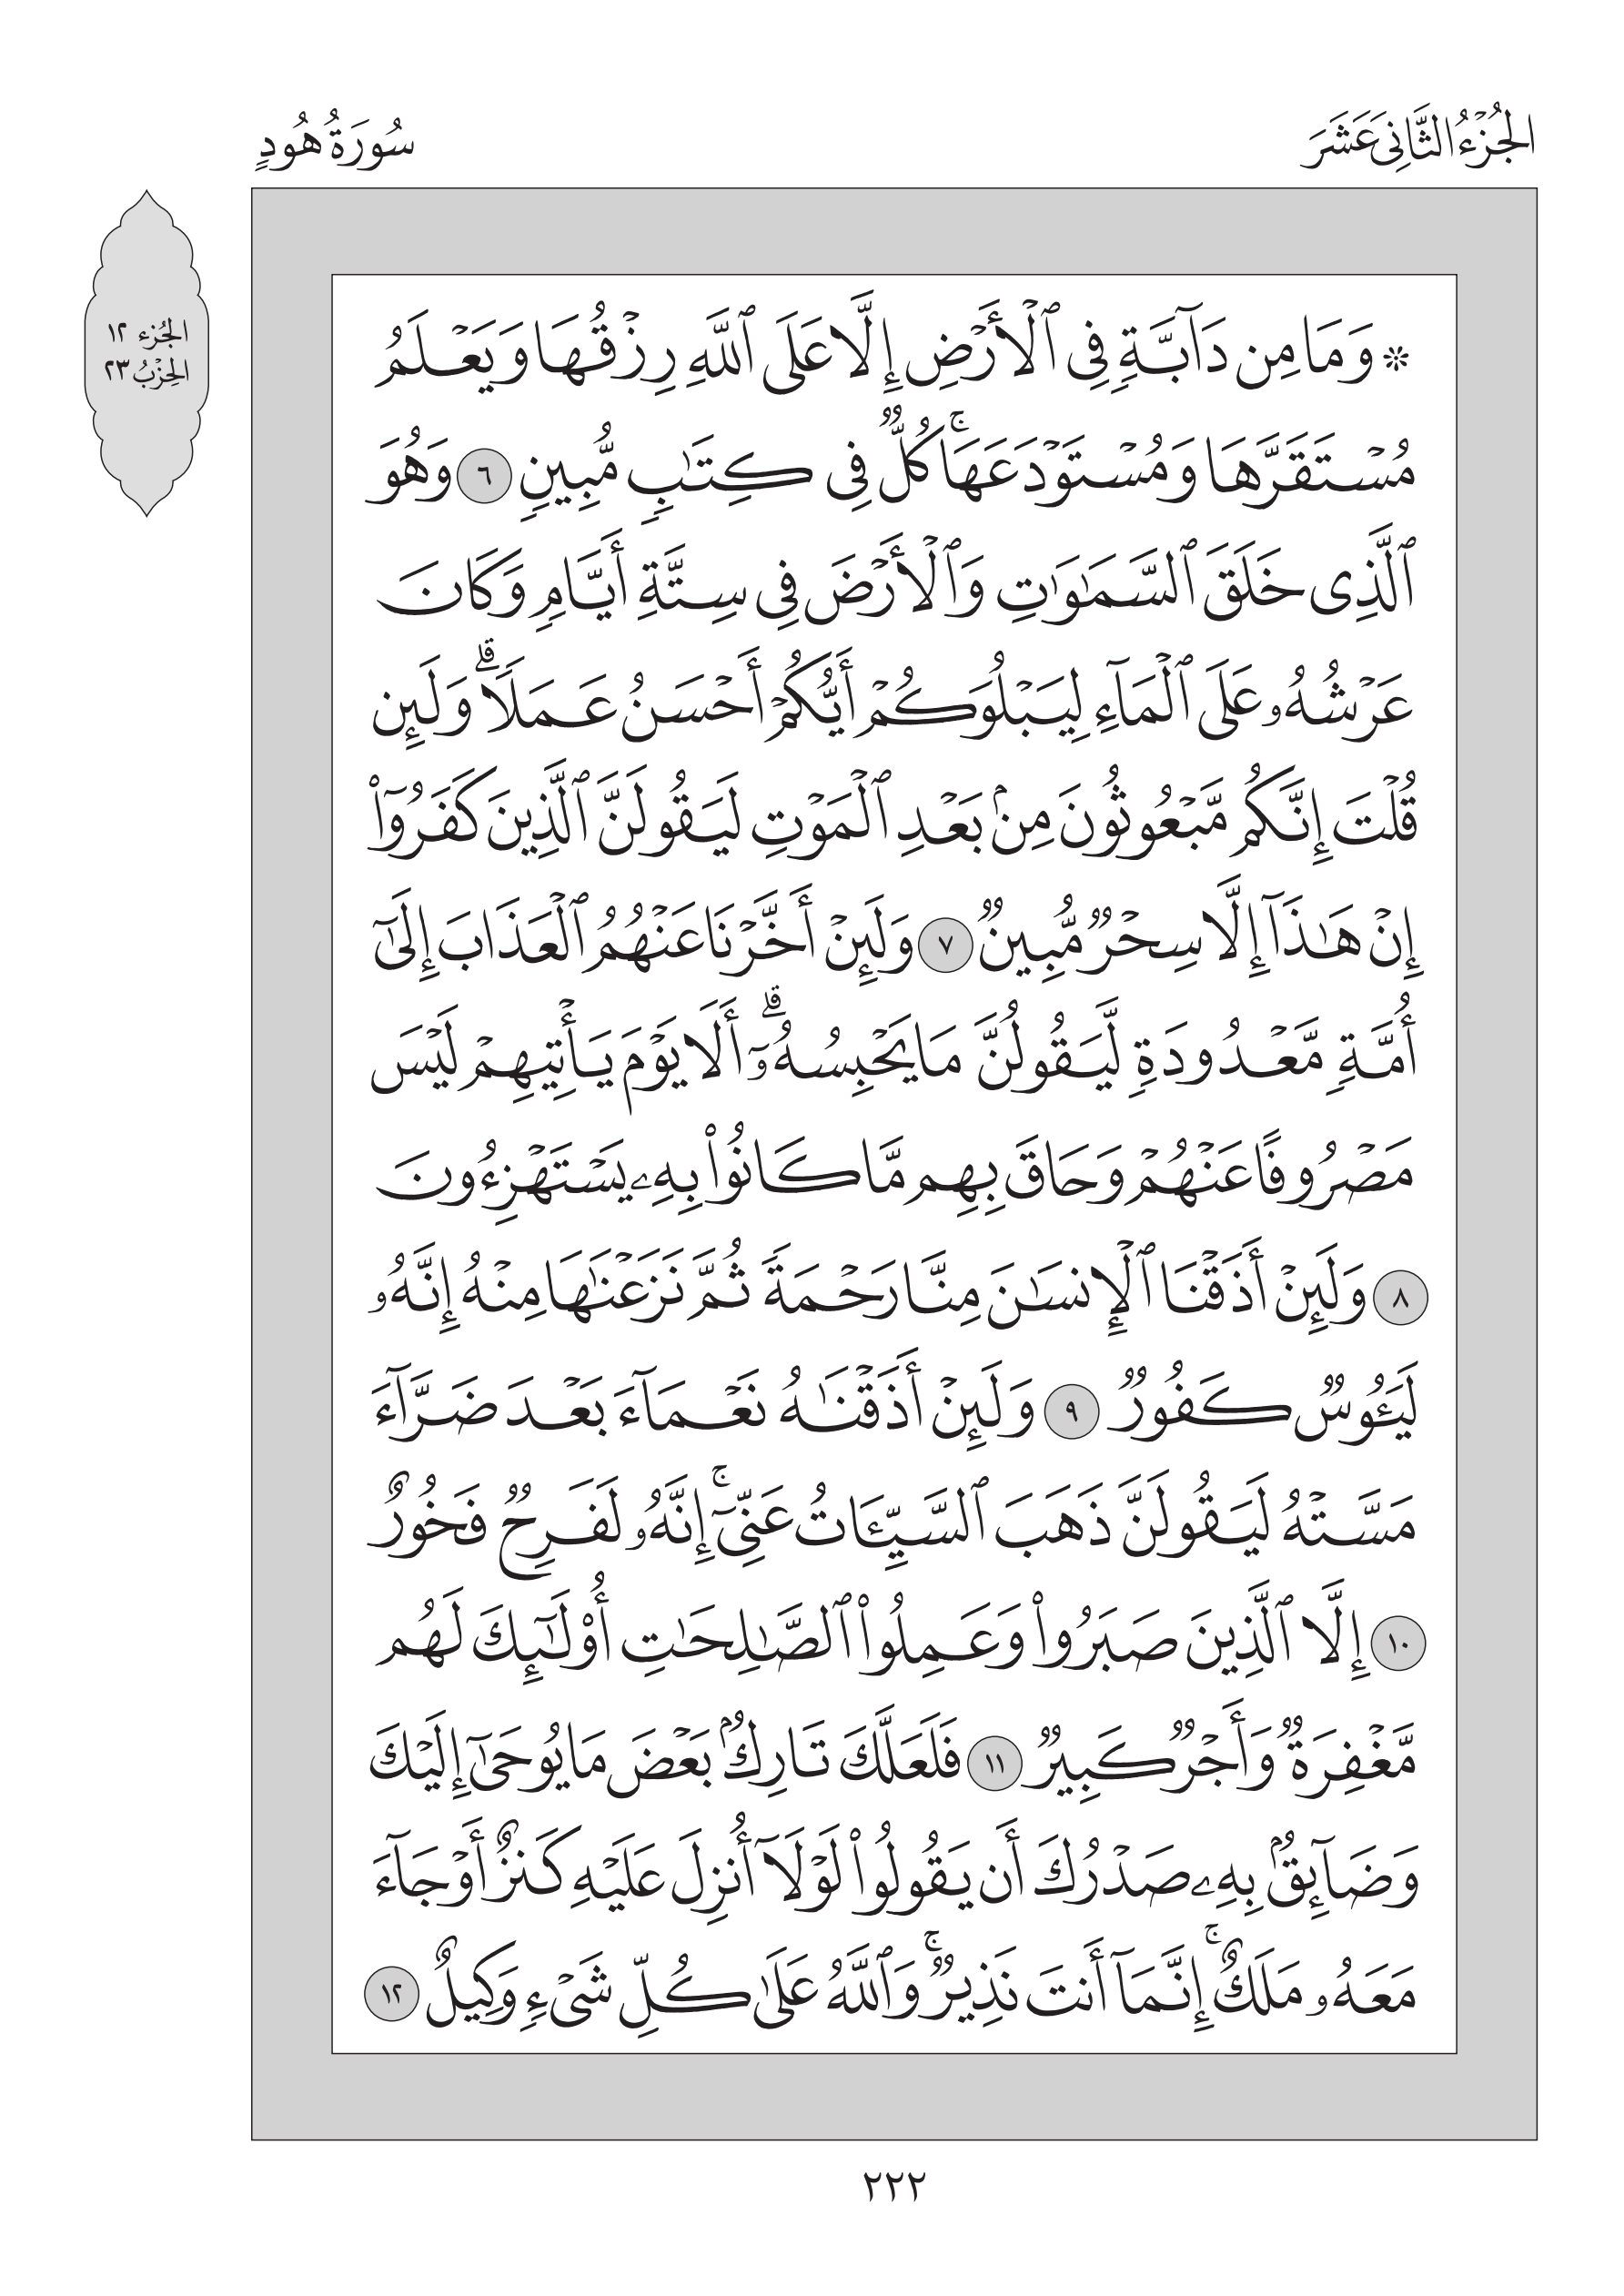 الجُزْءُ الثَّانِيَ عَشَرَ
سُورَةُ هُودٍ
الجُزء ١٢
الحِزْبُ ٢٣
۞ وَمَا مِن دَآبَّةٖ فِي ٱلۡأَرۡضِ إِلَّا عَلَى ٱللَّهِ رِزۡقُهَا وَيَعۡلَمُ
مُسۡتَقَرَّهَا وَمُسۡتَوۡدَعَهَاۚ كُلّٞ فِي كِتَٰبٖ مُّبِينٖ ٦ وَهُوَ
ٱلَّذِي خَلَقَ ٱلسَّمَٰوَٰتِ وَٱلۡأَرۡضَ فِي سِتَّةِ أَيَّامٖ وَكَانَ
عَرۡشُهُۥ عَلَى ٱلۡمَآءِ لِيَبۡلُوَكُمۡ أَيُّكُمۡ أَحۡسَنُ عَمَلٗاۗ وَلَئِن
قُلۡتَ إِنَّكُم مَّبۡعُوثُونَ مِنۢ بَعۡدِ ٱلۡمَوۡتِ لَيَقُولَنَّ ٱلَّذِينَ كَفَرُوٓاْ
إِنۡ هَٰذَآ إِلَّا سِحۡرٞ مُّبِينٞ ٧ وَلَئِنۡ أَخَّرۡنَا عَنۡهُمُ ٱلۡعَذَابَ إِلَىٰٓ
أُمَّةٖ مَّعۡدُودَةٖ لَّيَقُولُنَّ مَا يَحۡبِسُهُۥٓۗ أَلَا يَوۡمَ يَأۡتِيهِمۡ لَيۡسَ
مَصۡرُوفًا عَنۡهُمۡ وَحَاقَ بِهِم مَّا كَانُواْ بِهِۦ يَسۡتَهۡزِءُونَ
٨ وَلَئِنۡ أَذَقۡنَا ٱلۡإِنسَٰنَ مِنَّا رَحۡمَةٗ ثُمَّ نَزَعۡنَٰهَا مِنۡهُ إِنَّهُۥ
لَيَـُٔوسٞ كَفُورٞ ٩ وَلَئِنۡ أَذَقۡنَٰهُ نَعۡمَآءَ بَعۡدَ ضَرَّآءَ
مَسَّتۡهُ لَيَقُولَنَّ ذَهَبَ ٱلسَّيِّـَٔاتُ عَنِّيٓۚ إِنَّهُۥ لَفَرِحٞ فَخُورٌ
١٠ إِلَّا ٱلَّذِينَ صَبَرُواْ وَعَمِلُواْ ٱلصَّٰلِحَٰتِ أُوْلَٰٓئِكَ لَهُم
مَّغۡفِرَةٞ وَأَجۡرٞ كَبِيرٞ ١١ فَلَعَلَّكَ تَارِكُۢ بَعۡضَ مَا يُوحَىٰٓ إِلَيۡكَ
وَضَآئِقُۢ بِهِۦ صَدۡرُكَ أَن يَقُولُواْ لَوۡلَآ أُنزِلَ عَلَيۡهِ كَنزٌ أَوۡ جَآءَ
مَعَهُۥ مَلَكٌۚ إِنَّمَآ أَنتَ نَذِيرٞۚ وَٱللَّهُ عَلَىٰ كُلِّ شَيۡءٖ وَكِيلٌ ١٢
٢٢٢